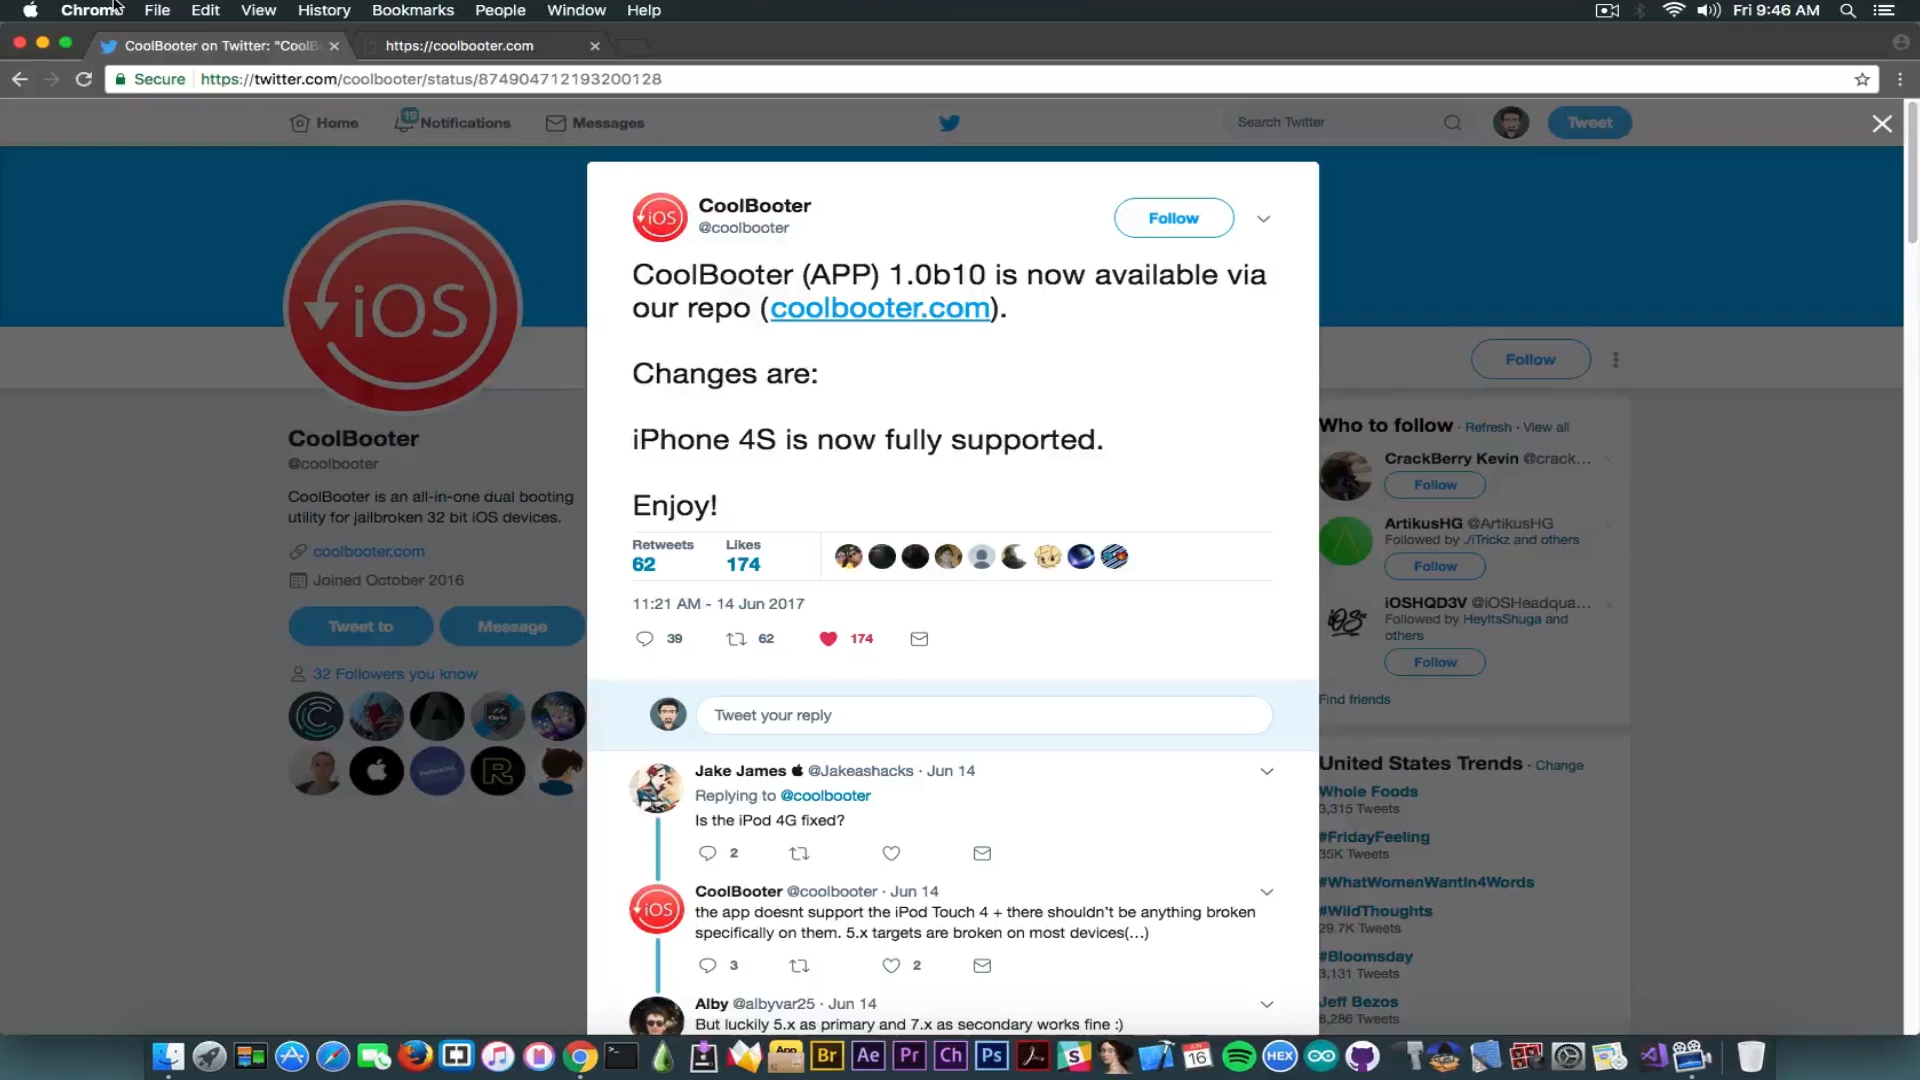 Chrome File Edit View History Bookmarks People Window Help
Fri 9:46 AM
CoolBooter on Twitter: "CoolB
https://coolbooter.com
Secure https://twitter.com/coolbooter/status/874904712193200128
Home
19
Notifications
Messages
Search Twitter
Tweet
iOS
CoolBooter
@coolbooter
CoolBooter is an all-in-one dual booting
utility for jailbroken 32 bit iOS devices.
coolbooter.com
Joined October 2016
Tweet to
Message
32 Followers you know
iOS
CoolBooter
@coolbooter
Follow
CoolBooter (APP) 1.0b10 is now available via
our repo (coolbooter.com).
Changes are:
iPhone 4S is now fully supported.
Enjoy!
Retweets
62
Likes
174
11:21 AM - 14 Jun 2017
39
62
174
Tweet your reply
Jake James @Jakeashacks · Jun 14
Replying to @coolbooter
Is the iPod 4G fixed?
2
iOS
CoolBooter @coolbooter · Jun 14
the app doesnt support the iPod Touch 4 + there shouldn't be anything broken
specifically on them. 5.x targets are broken on most devices(...)
3
2
Alby @albyvar25 · Jun 14
But luckily 5.x as primary and 7.x as secondary works fine :)
Follow
Who to follow · Refresh · View all
CrackBerry Kevin @crack...
Follow
ArtikusHG @ArtikusHG
Followed by ./iTrickz and others
Follow
iOSHQD3V @iOSHeadqua...
Followed by HeyItsShuga and
others
Follow
Find friends
United States Trends · Change
Whole Foods
3,315 Tweets
#FridayFeeling
35K Tweets
#WhatWomenWantIn4Words
#WildThoughts
29.7K Tweets
#Bloomsday
3,131 Tweets
Jeff Bezos
6,286 Tweets
App
Br
Ae
Pr
Ch
Ps
16
HEX